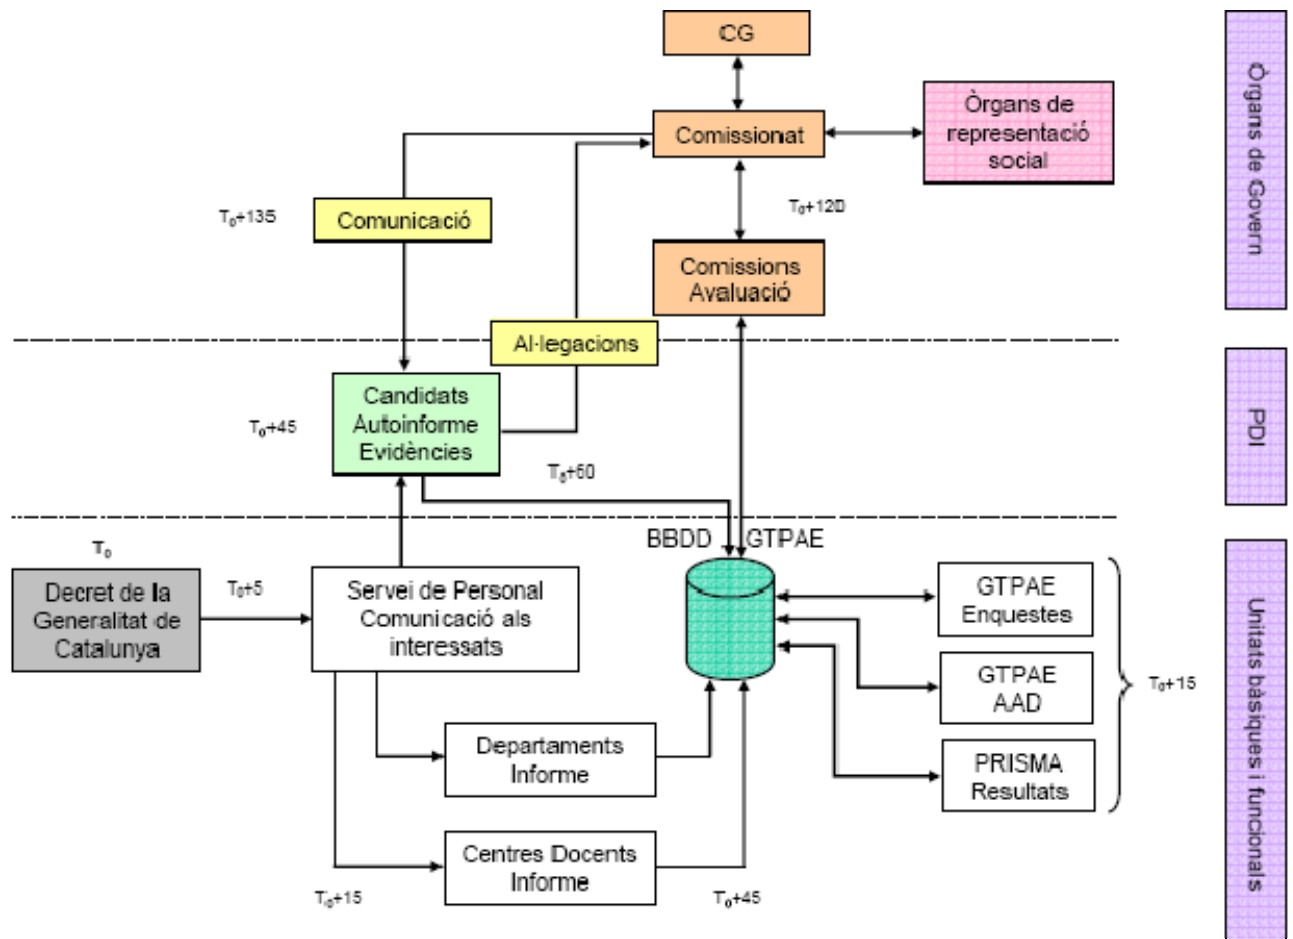 CG
Òrgans de
representació
social
Comissionat
T₀+135
Comunicació
T₀+120
Comissions
Avaluació
Al·legacions
Òrgans de Govern
Candidats
Autoinforme
Evidències
T₀+45
T₀+60
PDI
BBDD GTPAE
T₀
Decret de la
Generalitat de
Catalunya
T₀+5
Servei de Personal
Comunicació als
interessats
GTPAE
Enquestes
GTPAE
AAD
T₀+15
PRISMA
Resultats
Departaments
Informe
Centres Docents
Informe
T₀+15
T₀+45
Unitats bàsiques i funcionals